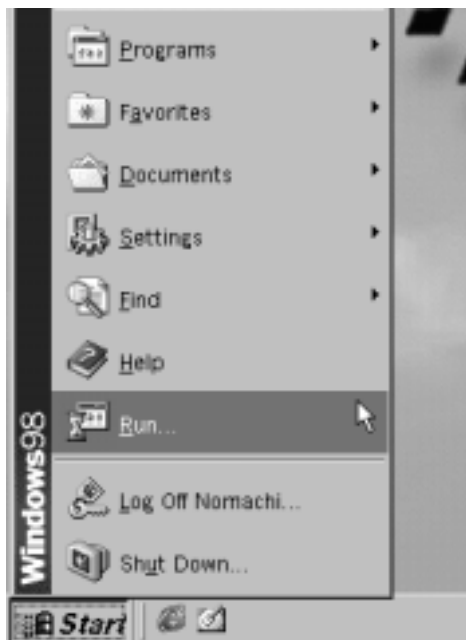 Programs
Favorites
Documents
Settings
Find
Help
Run...
Log Off Nomachi...
Shut Down...
Windows98
Start